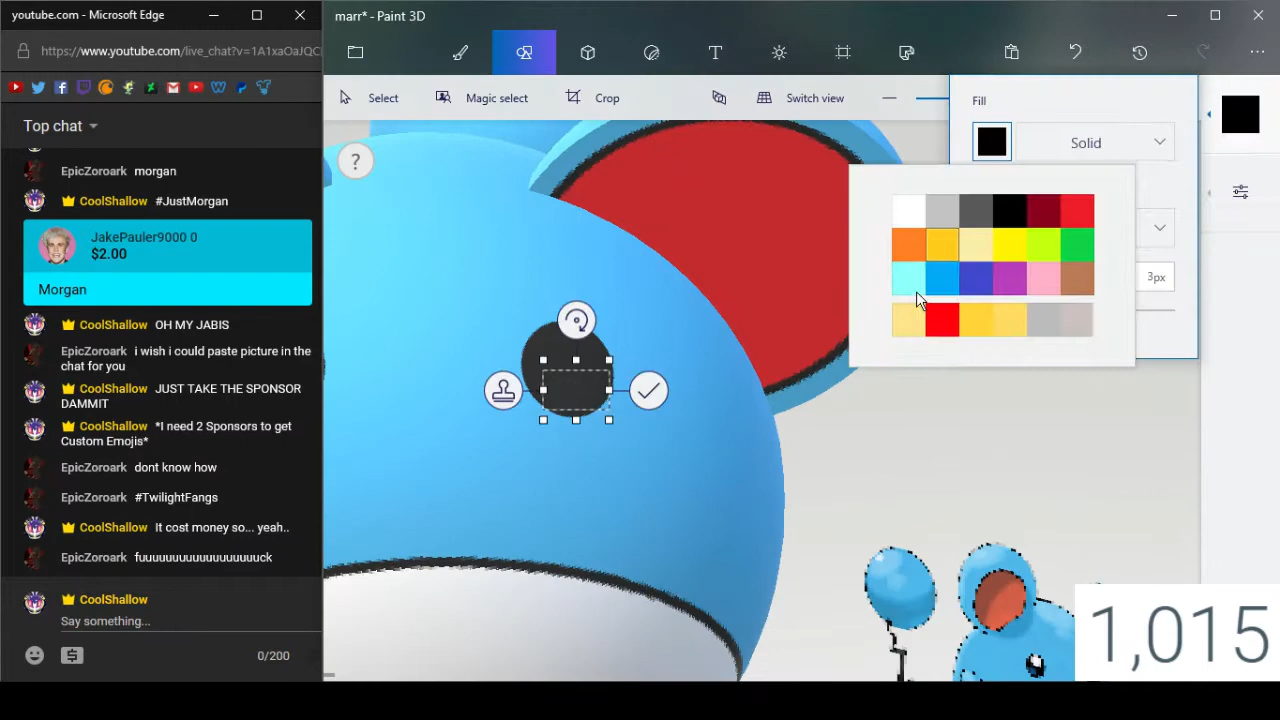 youtube.com - Microsoft Edge
https://www.youtube.com/live_chat?v=1A1xaOaJQC
Top chat
EpicZoroark morgan
CoolShallow #JustMorgan
JakePauler9000 0
$2.00
Morgan
CoolShallow OH MY JABIS
EpicZoroark i wish i could paste picture in the
chat for you
CoolShallow JUST TAKE THE SPONSOR
DAMMIT
CoolShallow *I need 2 Sponsors to get
Custom Emojis*
EpicZoroark dont know how
EpicZoroark #TwilightFangs
CoolShallow It cost money so... yeah..
EpicZoroark fuuuuuuuuuuuuuuuuuuck
CoolShallow
Say something...
0/200
marr* - Paint 3D
Select
Magic select
Crop
Switch view
Fill
Solid
3px
?
1,015